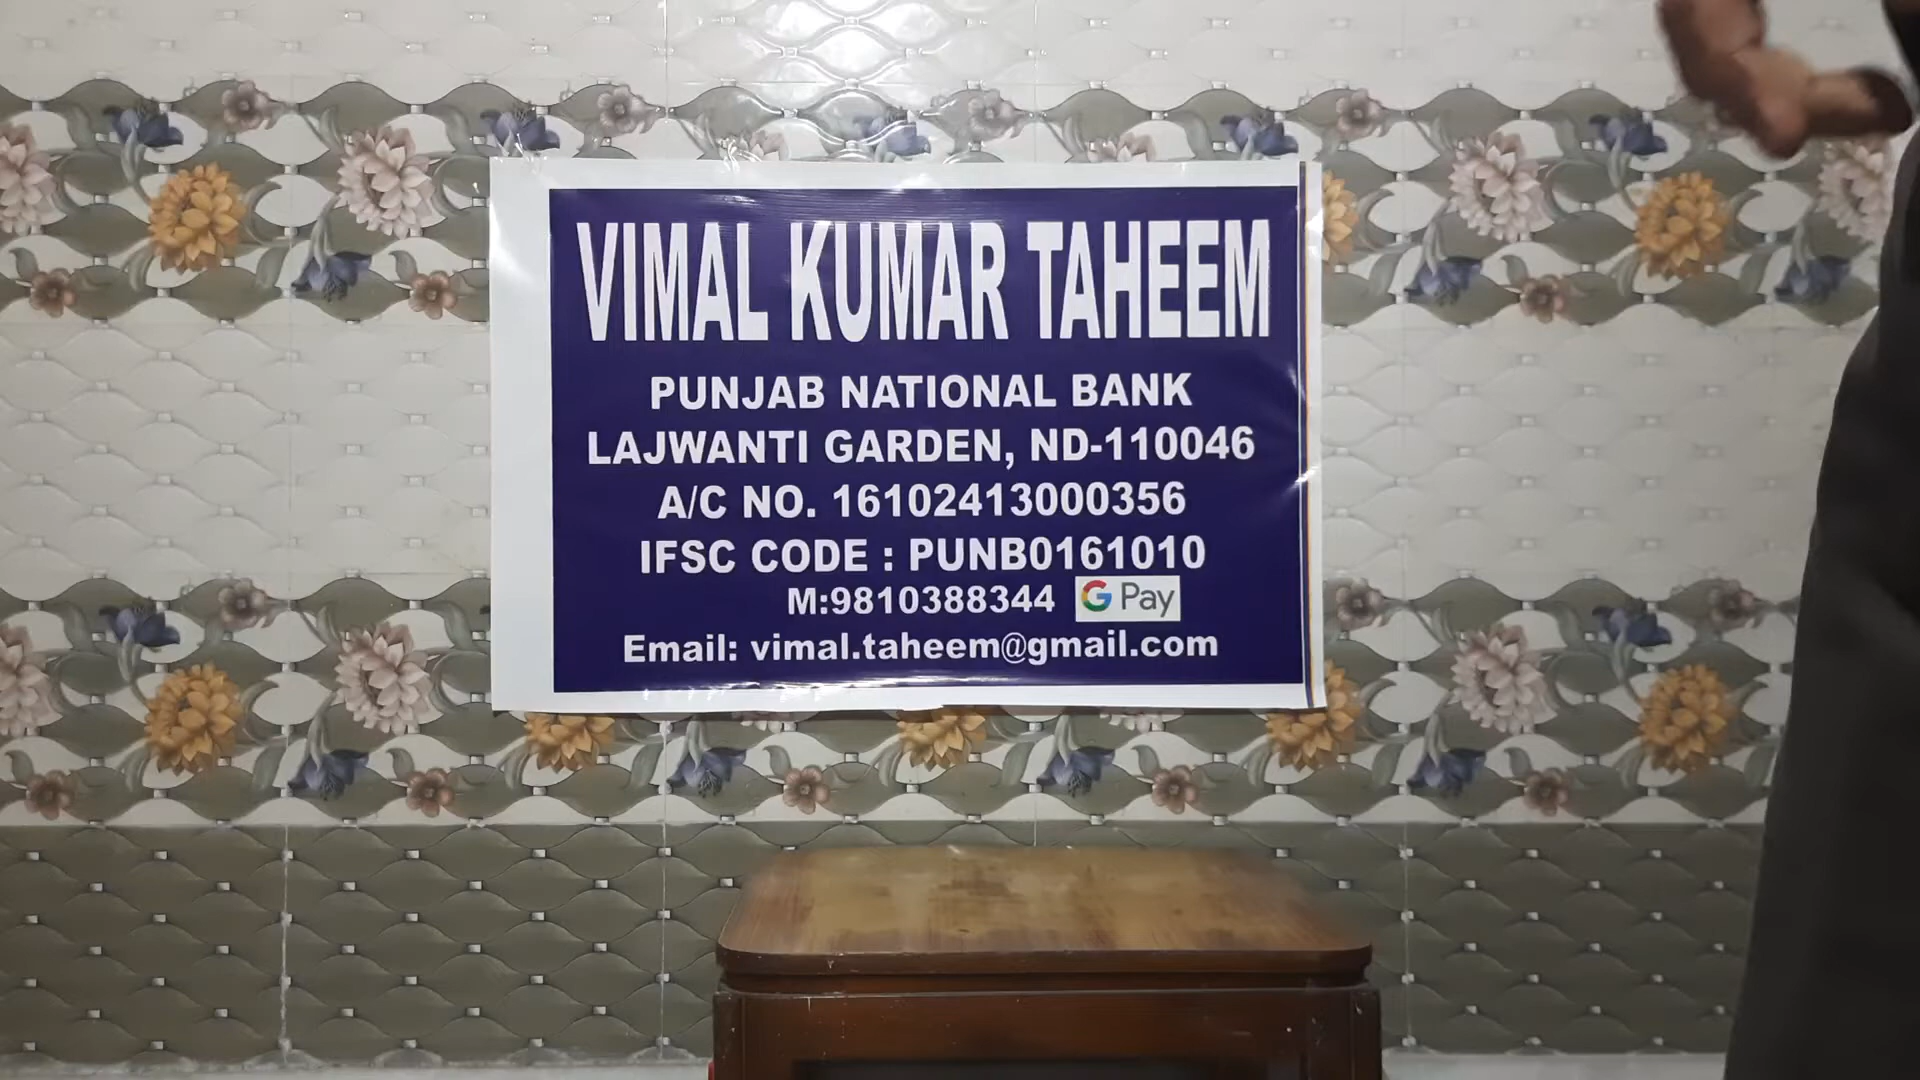 VIMAL KUMAR TAHEEM
PUNJAB NATIONAL BANK
LAJWANTI GARDEN, ND-110046
A/C NO. 16102413000356
IFSC CODE : PUNB0161010
M:9810388344 G Pay
Email: vimal.taheem@gmail.com